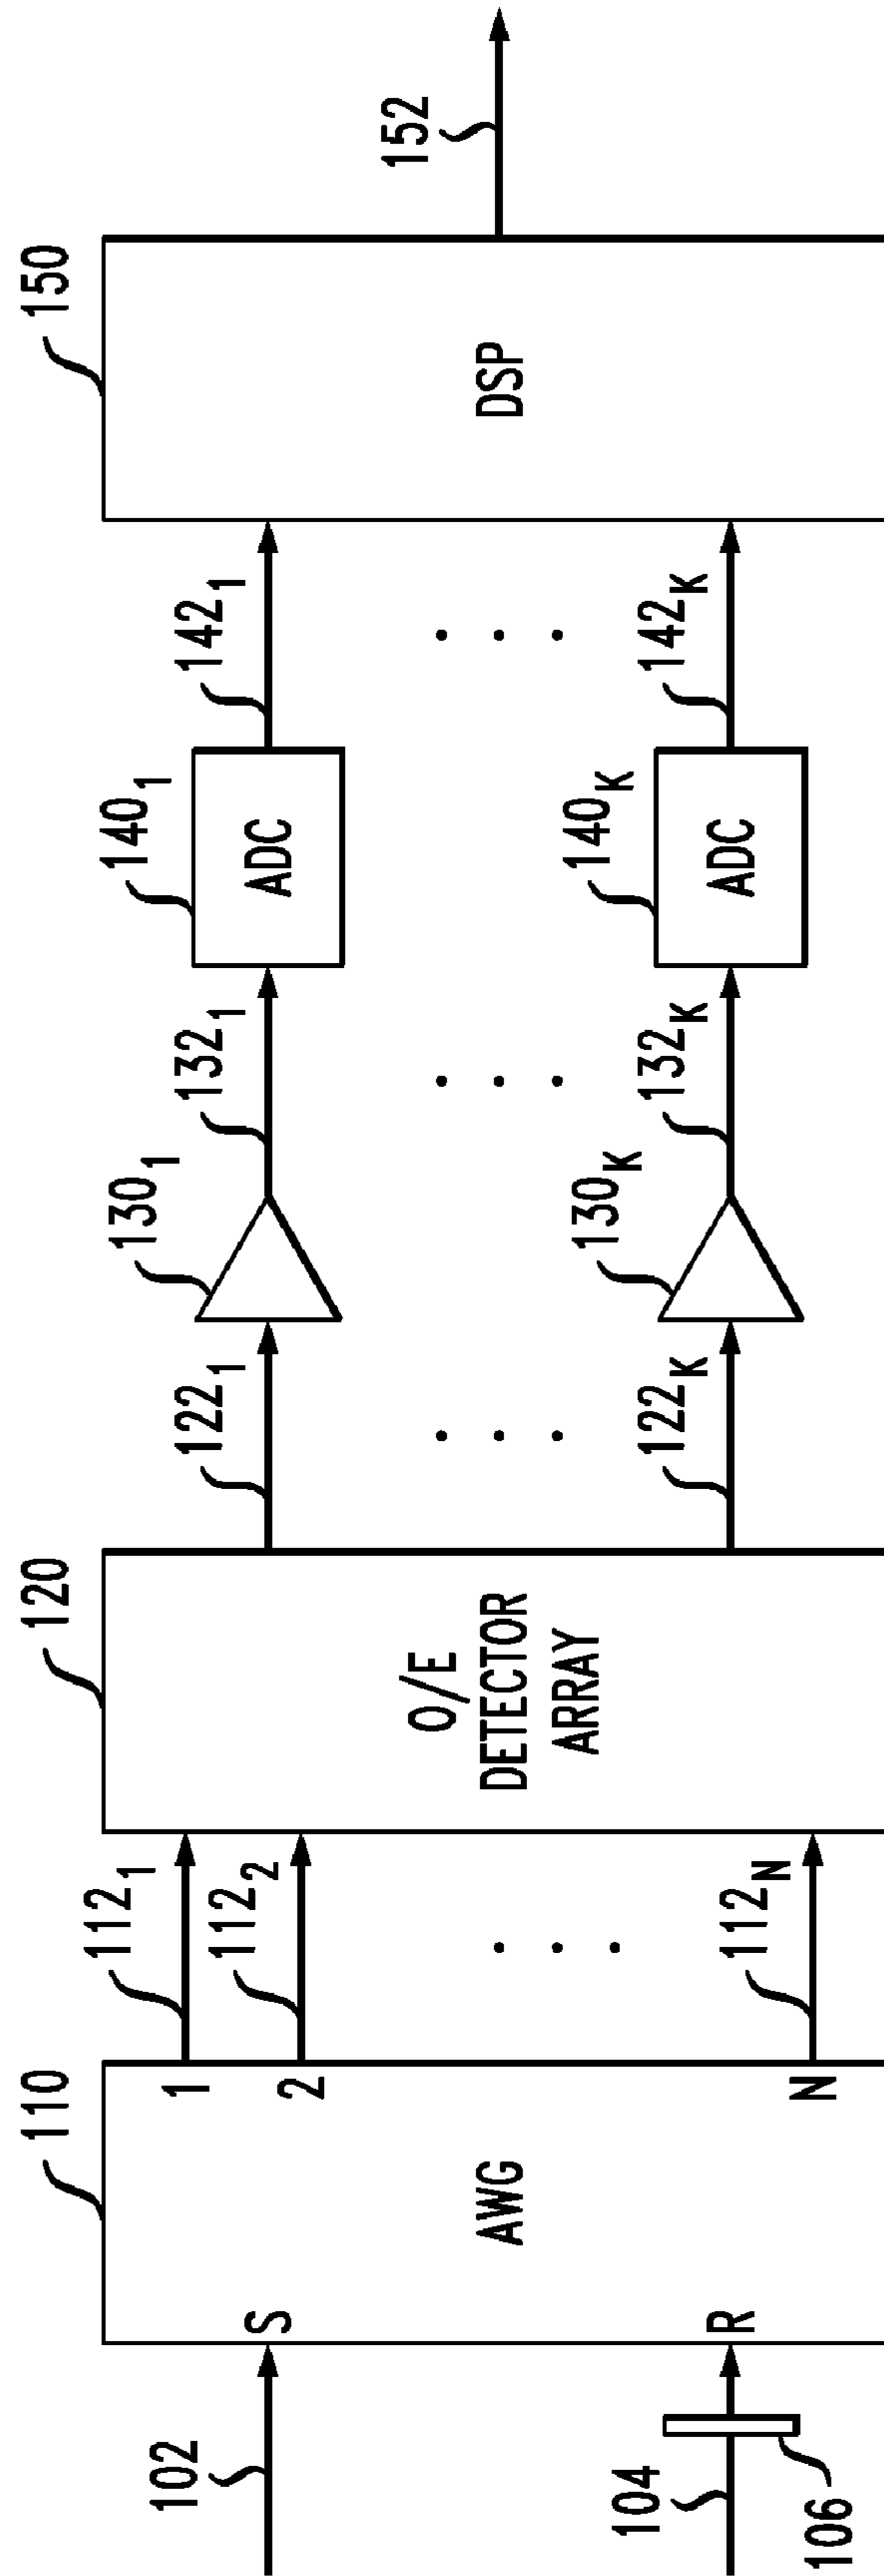 102
104
106
110
S
R
AWG
1
2
N
112₁
112₂
. . .
112N
120
O/E
DETECTOR
ARRAY
122₁
. . .
122K
130₁
130K
132₁
. . .
132K
140₁
ADC
140K
ADC
142₁
. . .
142K
150
DSP
152